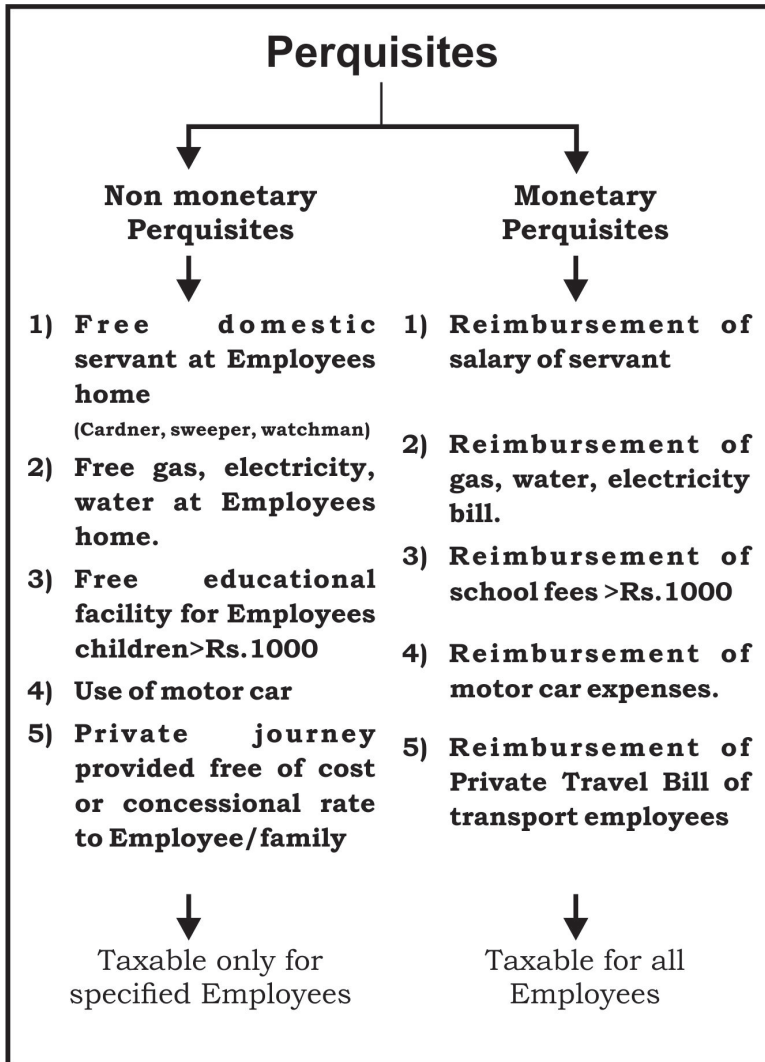 Perquisites
Non monetary
Perquisites
1) Free domestic
servant at Employees
home
(Cardner, sweeper, watchman)
2) Free gas, electricity,
water at Employees
home.
3) Free educational
facility for Employees
children>Rs.1000
4) Use of motor car
5) Private journey
provided free of cost
or concessional rate
to Employee/family
Taxable only for
specified Employees
Monetary
Perquisites
1) Reimbursement of
salary of servant
2) Reimbursement of
gas, water, electricity
bill.
3) Reimbursement of
school fees >Rs.1000
4) Reimbursement of
motor car expenses.
5) Reimbursement of
Private Travel Bill of
transport employees
Taxable for all
Employees